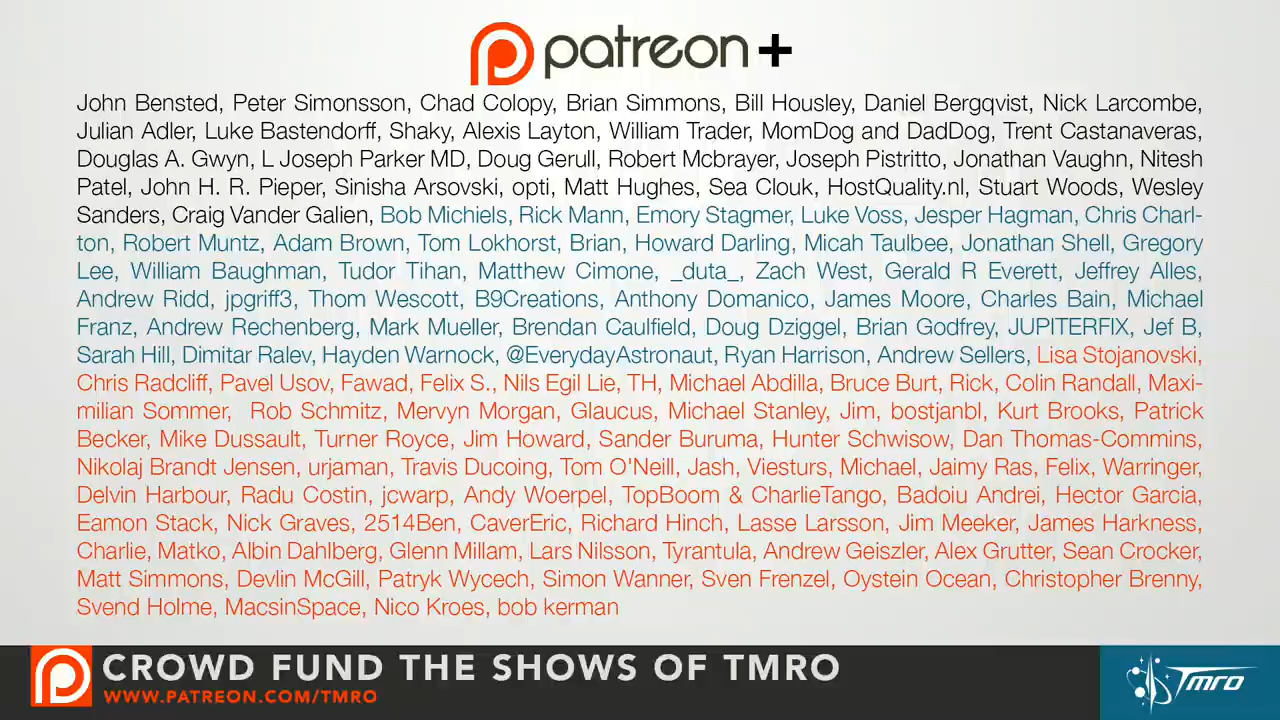 patreon +
John Bensted, Peter Simonsson, Chad Colopy, Brian Simmons, Bill Housley, Daniel Bergqvist, Nick Larcombe,
Julian Adler, Luke Bastendorff, Shaky, Alexis Layton, William Trader, MomDog and DadDog, Trent Castanaveras,
Douglas A. Gwyn, L Joseph Parker MD, Doug Gerull, Robert Mcbrayer, Joseph Pistritto, Jonathan Vaughn, Nitesh
Patel, John H. R. Pieper, Sinisha Arsovski, opti, Matt Hughes, Sea Clouk, HostQuality.nl, Stuart Woods, Wesley
Sanders, Craig Vander Galien, Bob Michiels, Rick Mann, Emory Stagmer, Luke Voss, Jesper Hagman, Chris Charl-
ton, Robert Muntz, Adam Brown, Tom Lokhorst, Brian, Howard Darling, Micah Taulbee, Jonathan Shell, Gregory
Lee, William Baughman, Tudor Tihan, Matthew Cimone, _duta_, Zach West, Gerald R Everett, Jeffrey Alles,
Andrew Ridd, jpgriff3, Thom Wescott, B9Creations, Anthony Domanico, James Moore, Charles Bain, Michael
Franz, Andrew Rechenberg, Mark Mueller, Brendan Caulfield, Doug Dziggel, Brian Godfrey, JUPITERFIX, Jef B,
Sarah Hill, Dimitar Ralev, Hayden Warnock, @EverydayAstronaut, Ryan Harrison, Andrew Sellers, Lisa Stojanovski,
Chris Radcliff, Pavel Usov, Fawad, Felix S., Nils Egil Lie, TH, Michael Abdilla, Bruce Burt, Rick, Colin Randall, Maxi-
milian Sommer, Rob Schmitz, Mervyn Morgan, Glaucus, Michael Stanley, Jim, bostjanbl, Kurt Brooks, Patrick
Becker, Mike Dussault, Turner Royce, Jim Howard, Sander Buruma, Hunter Schwisow, Dan Thomas-Commins,
Nikolaj Brandt Jensen, urjaman, Travis Ducoing, Tom O'Neill, Jash, Viesturs, Michael, Jaimy Ras, Felix, Warringer,
Delvin Harbour, Radu Costin, jcwarp, Andy Woerpel, TopBoom & CharlieTango, Badoiu Andrei, Hector Garcia,
Eamon Stack, Nick Graves, 2514Ben, CaverEric, Richard Hinch, Lasse Larsson, Jim Meeker, James Harkness,
Charlie, Matko, Albin Dahlberg, Glenn Millam, Lars Nilsson, Tyrantula, Andrew Geiszler, Alex Grutter, Sean Crocker,
Matt Simmons, Devlin McGill, Patryk Wycech, Simon Wanner, Sven Frenzel, Oystein Ocean, Christopher Brenny,
Svend Holme, MacsinSpace, Nico Kroes, bob kerman
CROWD FUND THE SHOWS OF TMRO
WWW.PATREON.COM/TMRO
Tmro